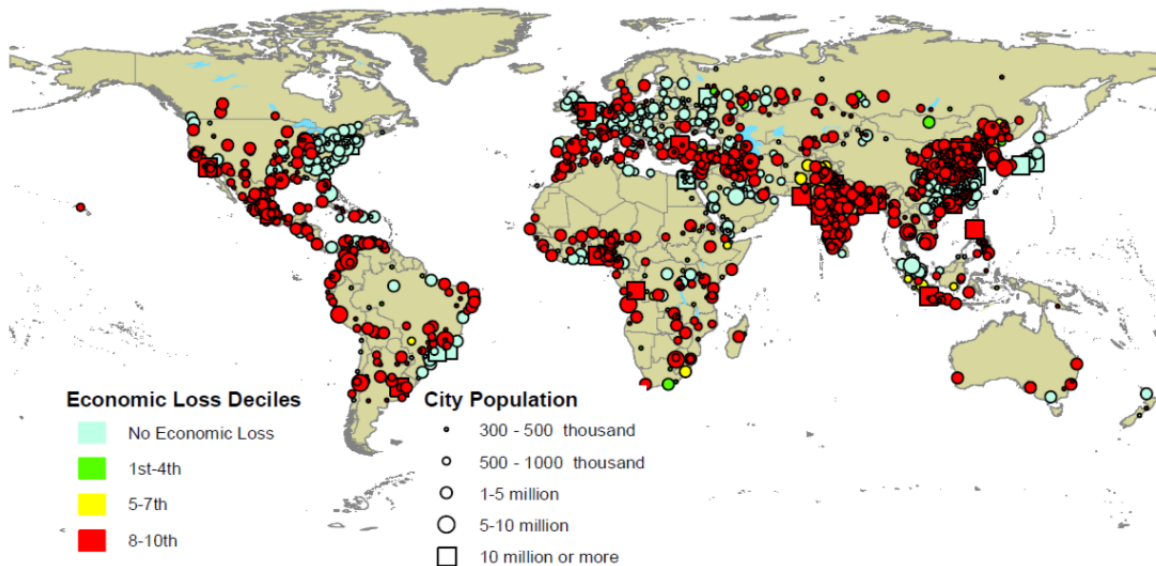 Economic Loss Deciles
No Economic Loss
1st-4th
5-7th
8-10th
City Population
300 - 500 thousand
500 - 1000 thousand
1-5 million
5-10 million
10 million or more